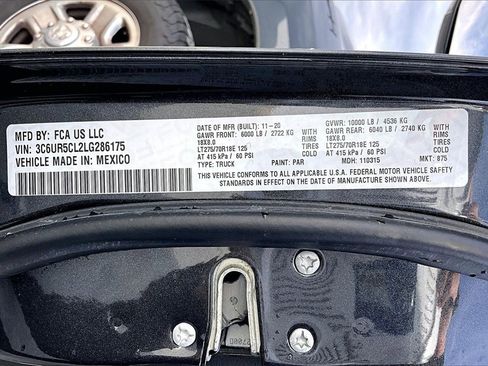 MFD BY: FCA US LLC
VIN: 3C6UR5CL2LG286175
VEHICLE MADE IN: MEXICO
DATE OF MFR (BUILT): 11-20 GVWR: 10000 LB / 4536 KG
GAWR FRONT: 6000 LB / 2722 KG WITH GAWR REAR: 6040 LB / 2740 KG WITH
18X8.0 RIMS 18X8.0 RIMS
LT275/70R18E 125 TIRES LT275/70R18E 125 TIRES
AT 415 kPa / 60 PSI COLD AT 415 kPa / 60 PSI COLD
TYPE: TRUCK PAINT: PAR MDH: 110315 MKT: 875
THIS VEHICLE CONFORMS TO ALL APPLICABLE U.S.A. FEDERAL MOTOR VEHICLE SAFETY
STANDARDS IN EFFECT ON THE DATE OF MANUFACTURE SHOWN ABOVE.